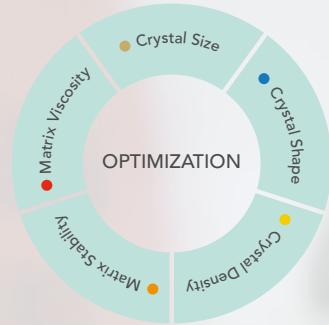 Crystal Size
Crystal Shape
Crystal Density
Matrix Stability
Matrix Viscosity
OPTIMIZATION